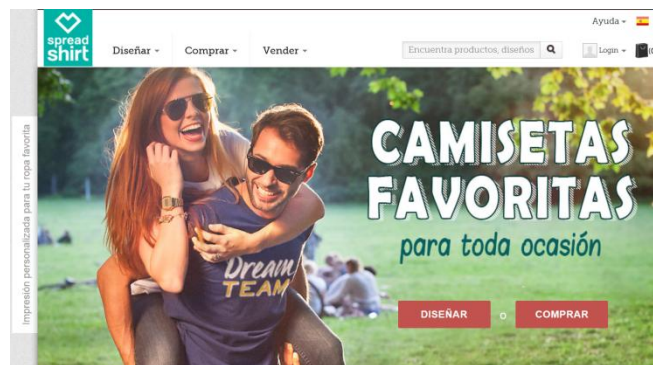 Ayuda
spread
shirt
Diseñar
Comprar
Vender
Encuentra productos, diseños
Login
Impresión personalizada para tu ropa favorita
CAMISETAS
FAVORITAS
para toda ocasión
Dream
TEAM
DISEÑAR o COMPRAR